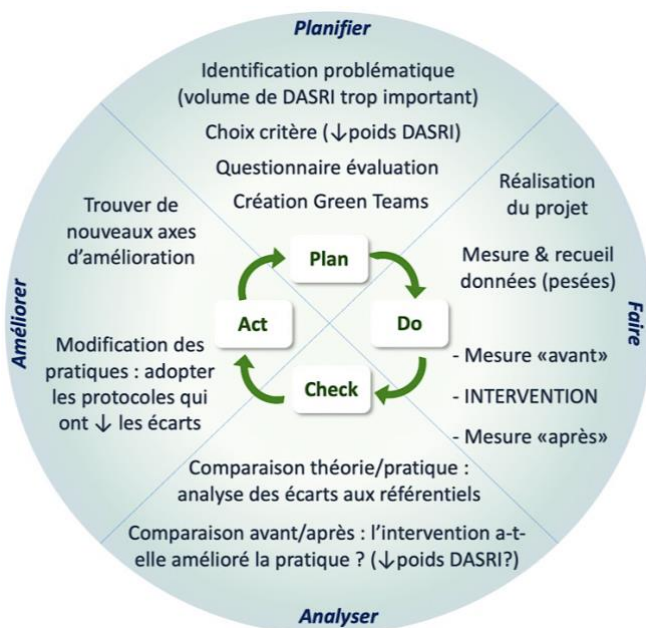 Planifier
Identification problématique
(volume de DASRI trop important)
Choix critère (↓poids DASRI)
Questionnaire évaluation
Création Green Teams
Réalisation
du projet
Mesure & recueil
données (pesées)
- Mesure «avant»
- INTERVENTION
- Mesure «après»
Faire
Plan
Do
Check
Act
Comparaison théorie/pratique :
analyse des écarts aux référentiels
Comparaison avant/après : l’intervention a-t-
elle amélioré la pratique ? (↓poids DASRI?)
Analyser
Trouver de
nouveaux axes
d’amélioration
Modification des
pratiques : adopter
les protocoles qui
ont ↓ les écarts
Améliorer